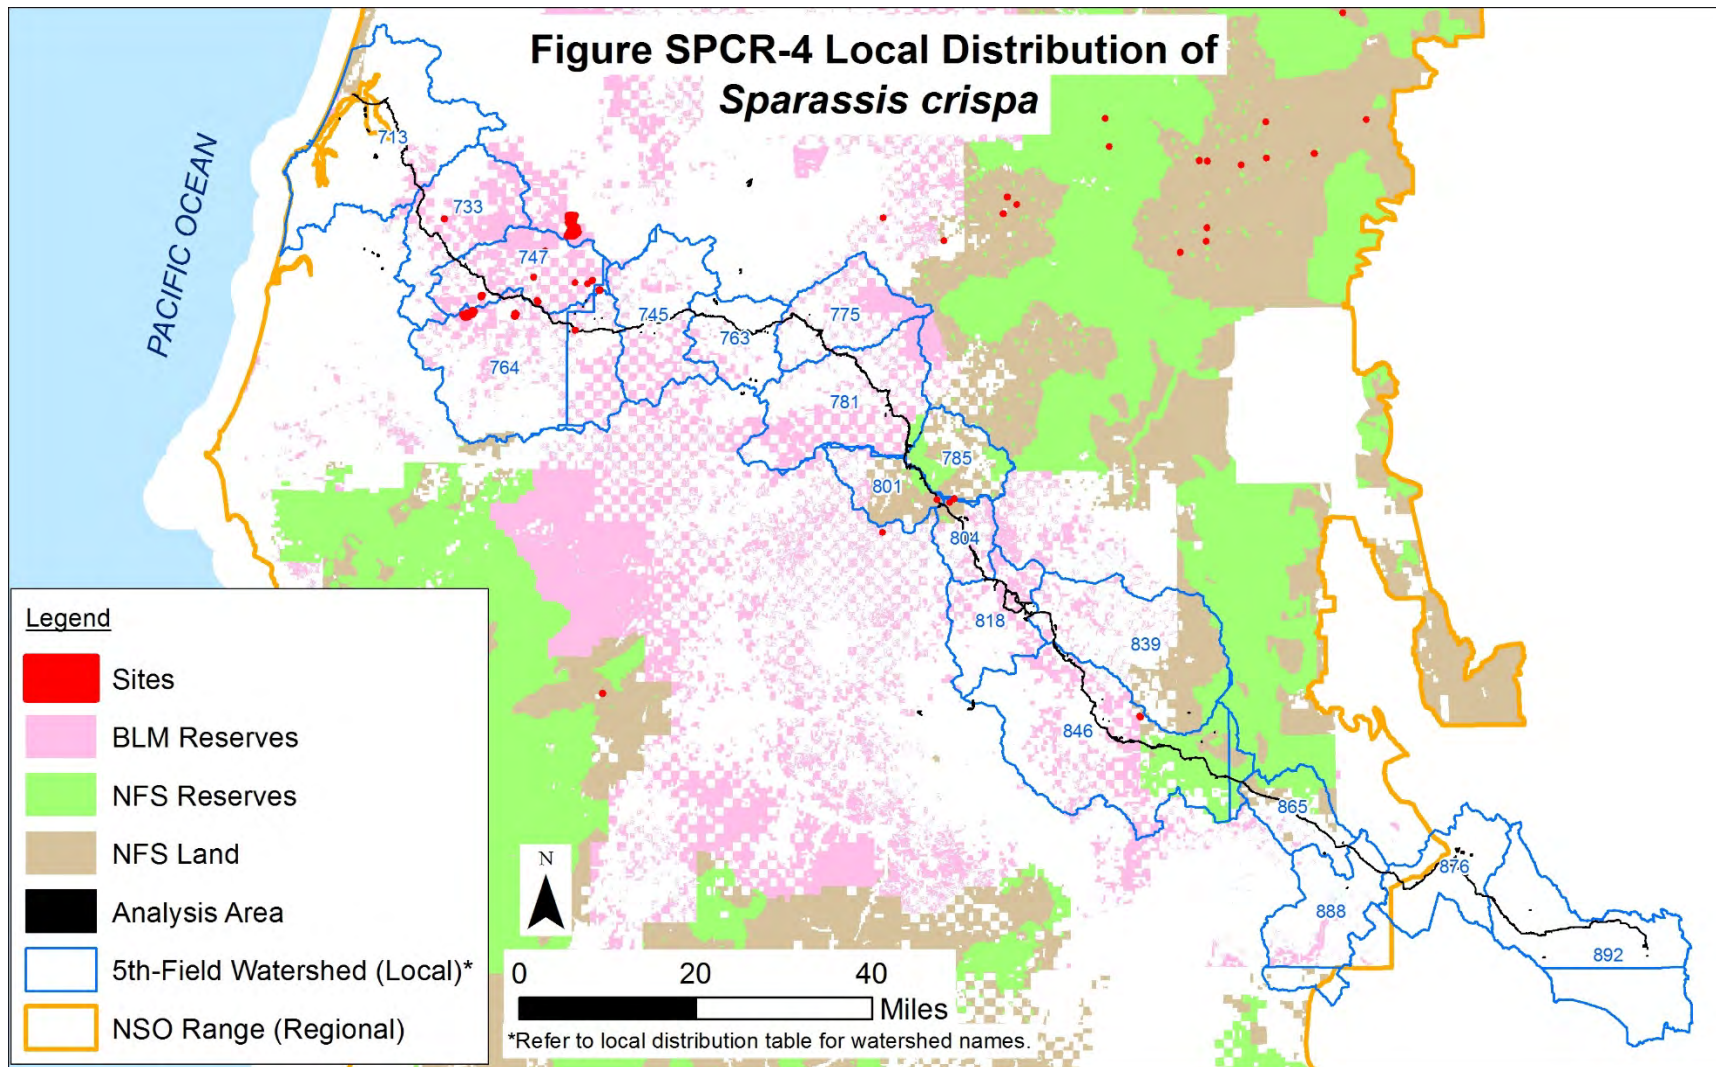 Figure SPCR-4 Local Distribution of
Sparassis crispa
PACIFIC OCEAN
713
733
747
745
775
763
764
781
785
801
804
818
839
846
865
876
888
892
Legend
Sites
BLM Reserves
NFS Reserves
NFS Land
Analysis Area
5th-Field Watershed (Local)*
NSO Range (Regional)
N
0 20 40
Miles
*Refer to local distribution table for watershed names.